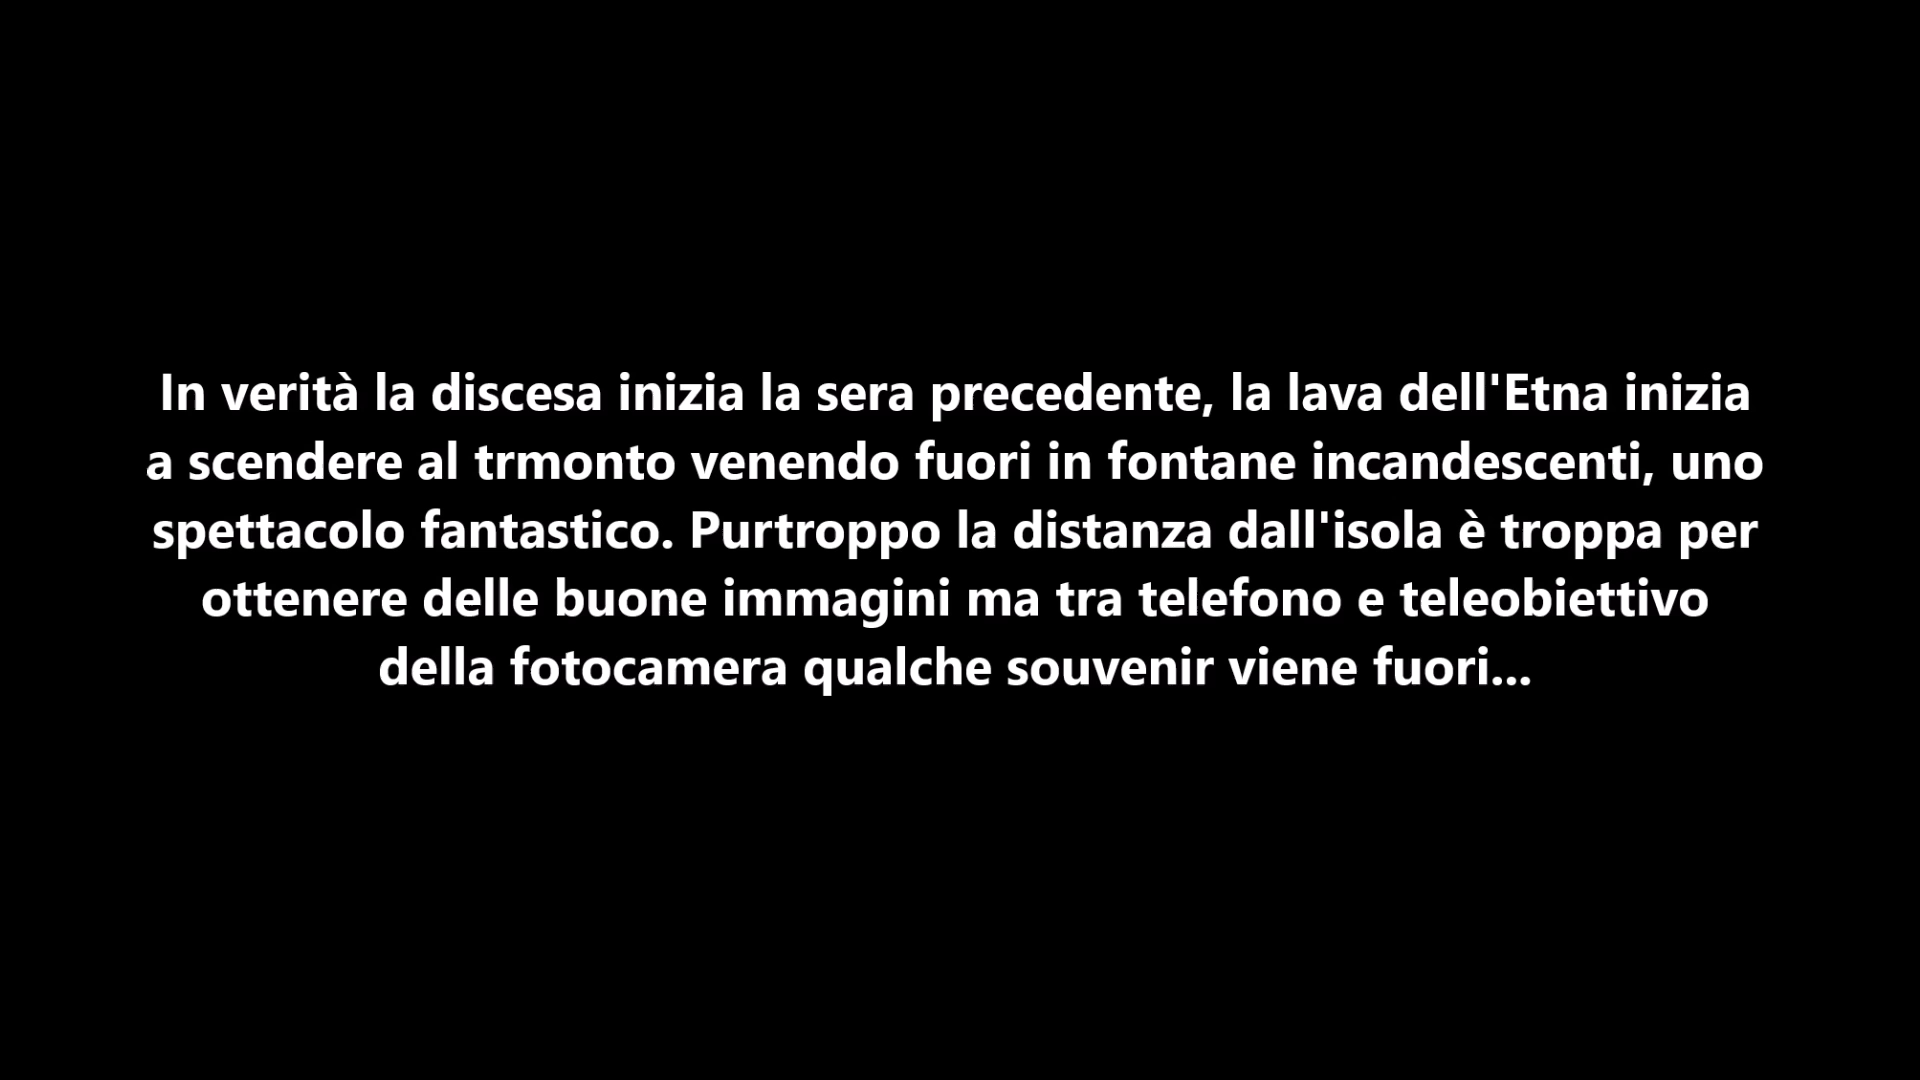 In verità la discesa inizia la sera precedente, la lava dell'Etna inizia
a scendere al trmonto venendo fuori in fontane incandescenti, uno
spettacolo fantastico. Purtroppo la distanza dall'isola è troppa per
ottenere delle buone immagini ma tra telefono e teleobiettivo
della fotocamera qualche souvenir viene fuori...